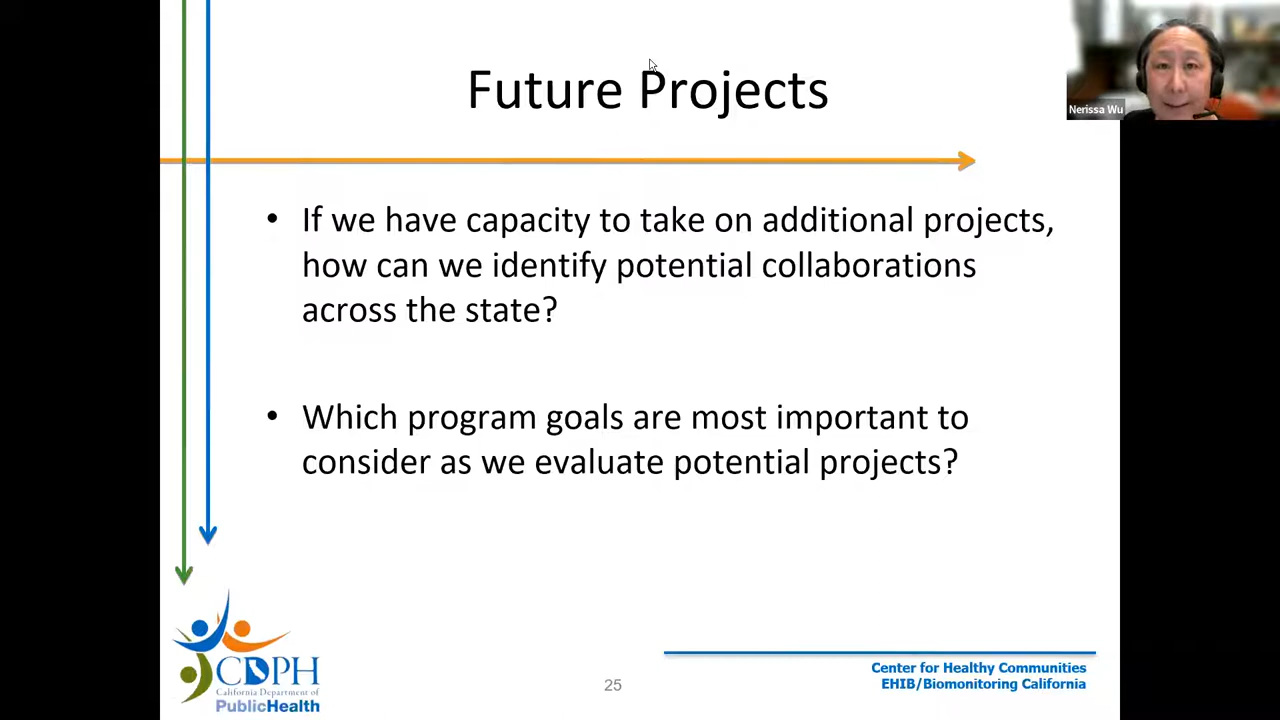 Future Projects
Nerissa Wu
• If we have capacity to take on additional projects,
how can we identify potential collaborations
across the state?
• Which program goals are most important to
consider as we evaluate potential projects?
CDPH
California Department of
PublicHealth
25
Center for Healthy Communities
EHIB/Biomonitoring California